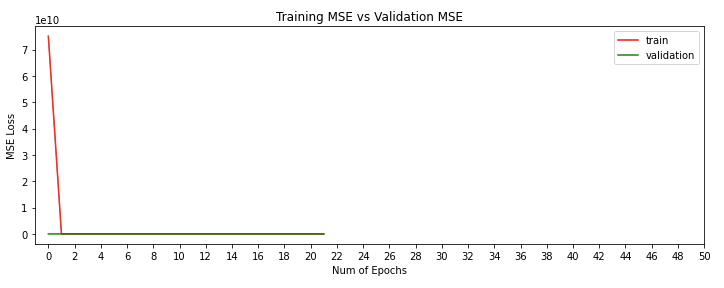 Training MSE vs Validation MSE
1e10
train
validation
7
6
5
4
3
2
1
0
MSE Loss
0 2 4 6 8 10 12 14 16 18 20 22 24 26 28 30 32 34 36 38 40 42 44 46 48 50
Num of Epochs